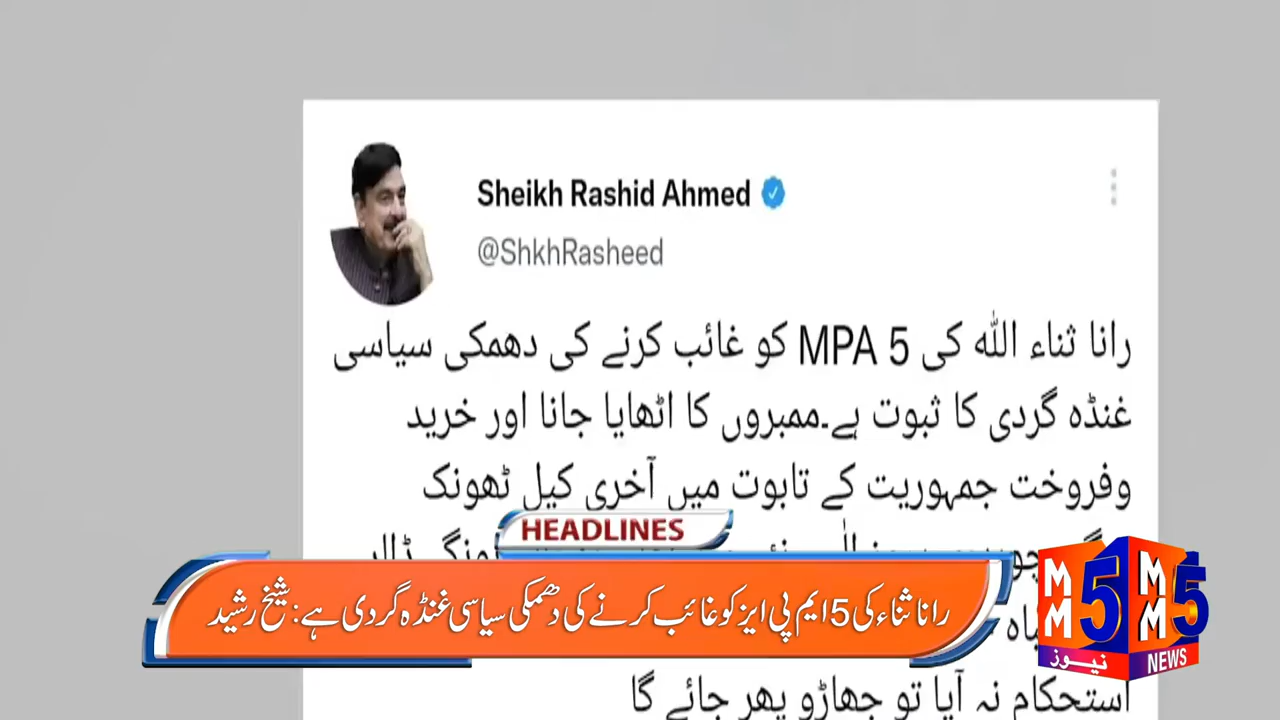 Sheikh Rashid Ahmed
@ShkhRasheed
رانا ثناء اللّٰه کی 5 MPA کو غائب کرنے کی دھمکی سیاسی
غنڈہ گردی کا ثبوت ہے۔ممبروں کا اٹھایا جانا اور خرید
وفروخت جمہوریت کے تابوت میں آخری کیل ٹھونک
استحکام نہ آیا تو جھاڑو پھر جائے گا
HEADLINES
رانا ثناء کی 5 ایم پی ایز کو غائب کرنے کی دھمکی سیاسی غنڈہ گردی ہے: شیخ رشید
MM5 MM5
نیوز NEWS